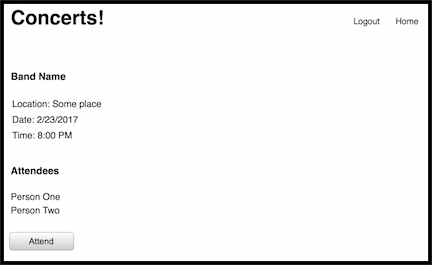 Concerts!
Logout Home
Band Name
Location: Some place
Date: 2/23/2017
Time: 8:00 PM
Attendees
Person One
Person Two
Attend